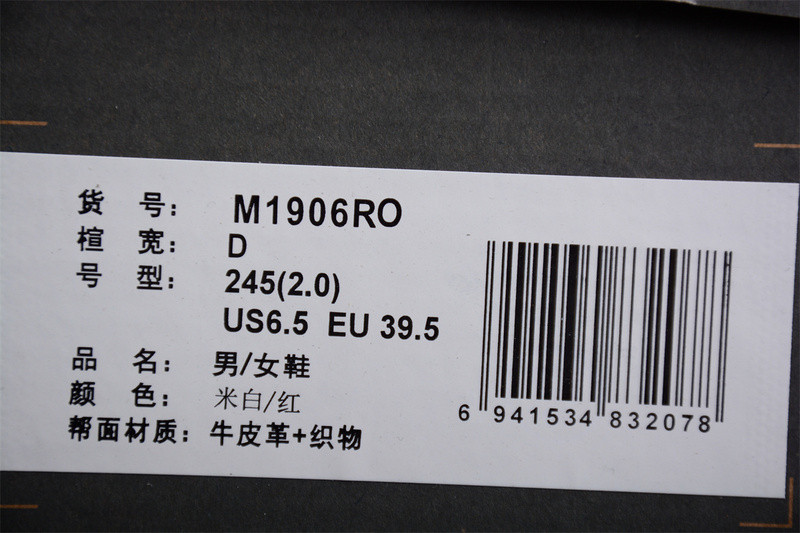 货 号： M1906RO
楦 宽： D
号 型： 245(2.0)
US6.5 EU 39.5
品 名： 男/女鞋
颜 色： 米白/红
帮面材质： 牛皮革+织物
6 941534 832078